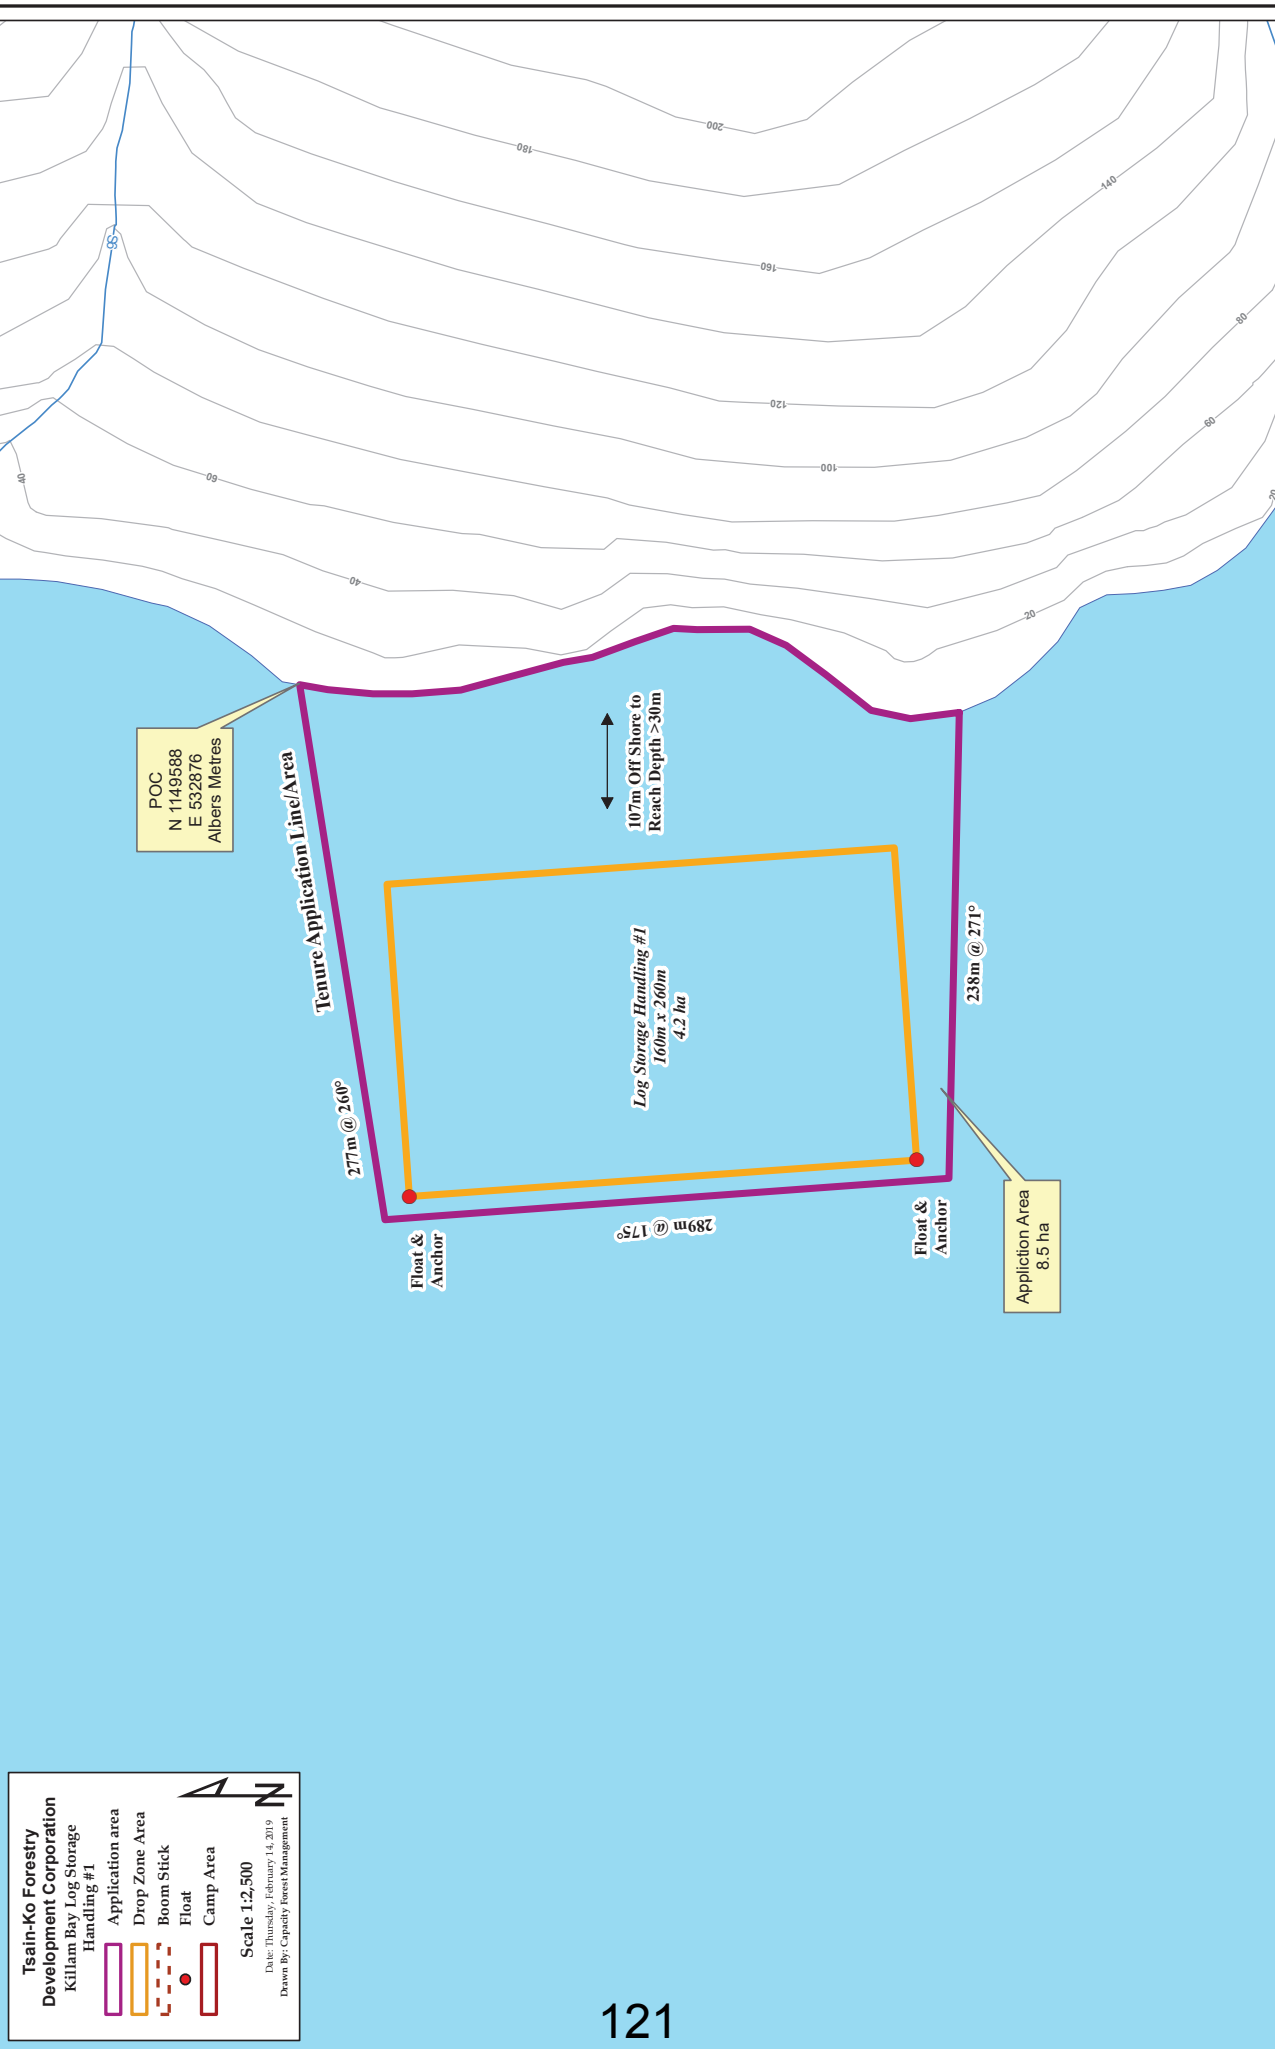 200
180
160
140
120
100
80
60
60
40
40
20
20
POC
N 1149588
E 532876
Albers Metres
Tenure Application Line/Area
277m @ 260°
107m Off Shore to
Reach Depth >30m
Log Storage Handling #1
160m x 260m
4.2 ha
238m @ 271°
289m @ 175°
Float &
Anchor
Float &
Anchor
Appliction Area
8.5 ha
Tsain-Ko Forestry
Development Corporation
Killam Bay Log Storage
Handling #1
Application area
Drop Zone Area
Boom Stick
Float
Camp Area
Scale 1:2,500
Date: Thursday, February 14, 2019
Drawn By: Capacity Forest Management
N
121